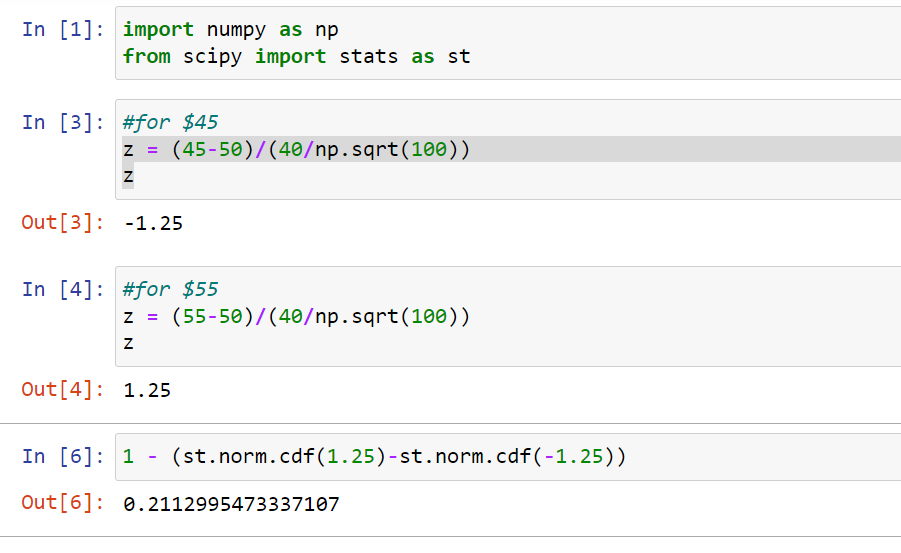 In [1]: import numpy as np
from scipy import stats as st
In [3]: #for $45
z = (45-50)/(40/np.sqrt(100))
z
Out[3]: -1.25
In [4]: #for $55
z = (55-50)/(40/np.sqrt(100))
z
Out[4]: 1.25
In [6]: 1 - (st.norm.cdf(1.25)-st.norm.cdf(-1.25))
Out[6]: 0.2112995473337107